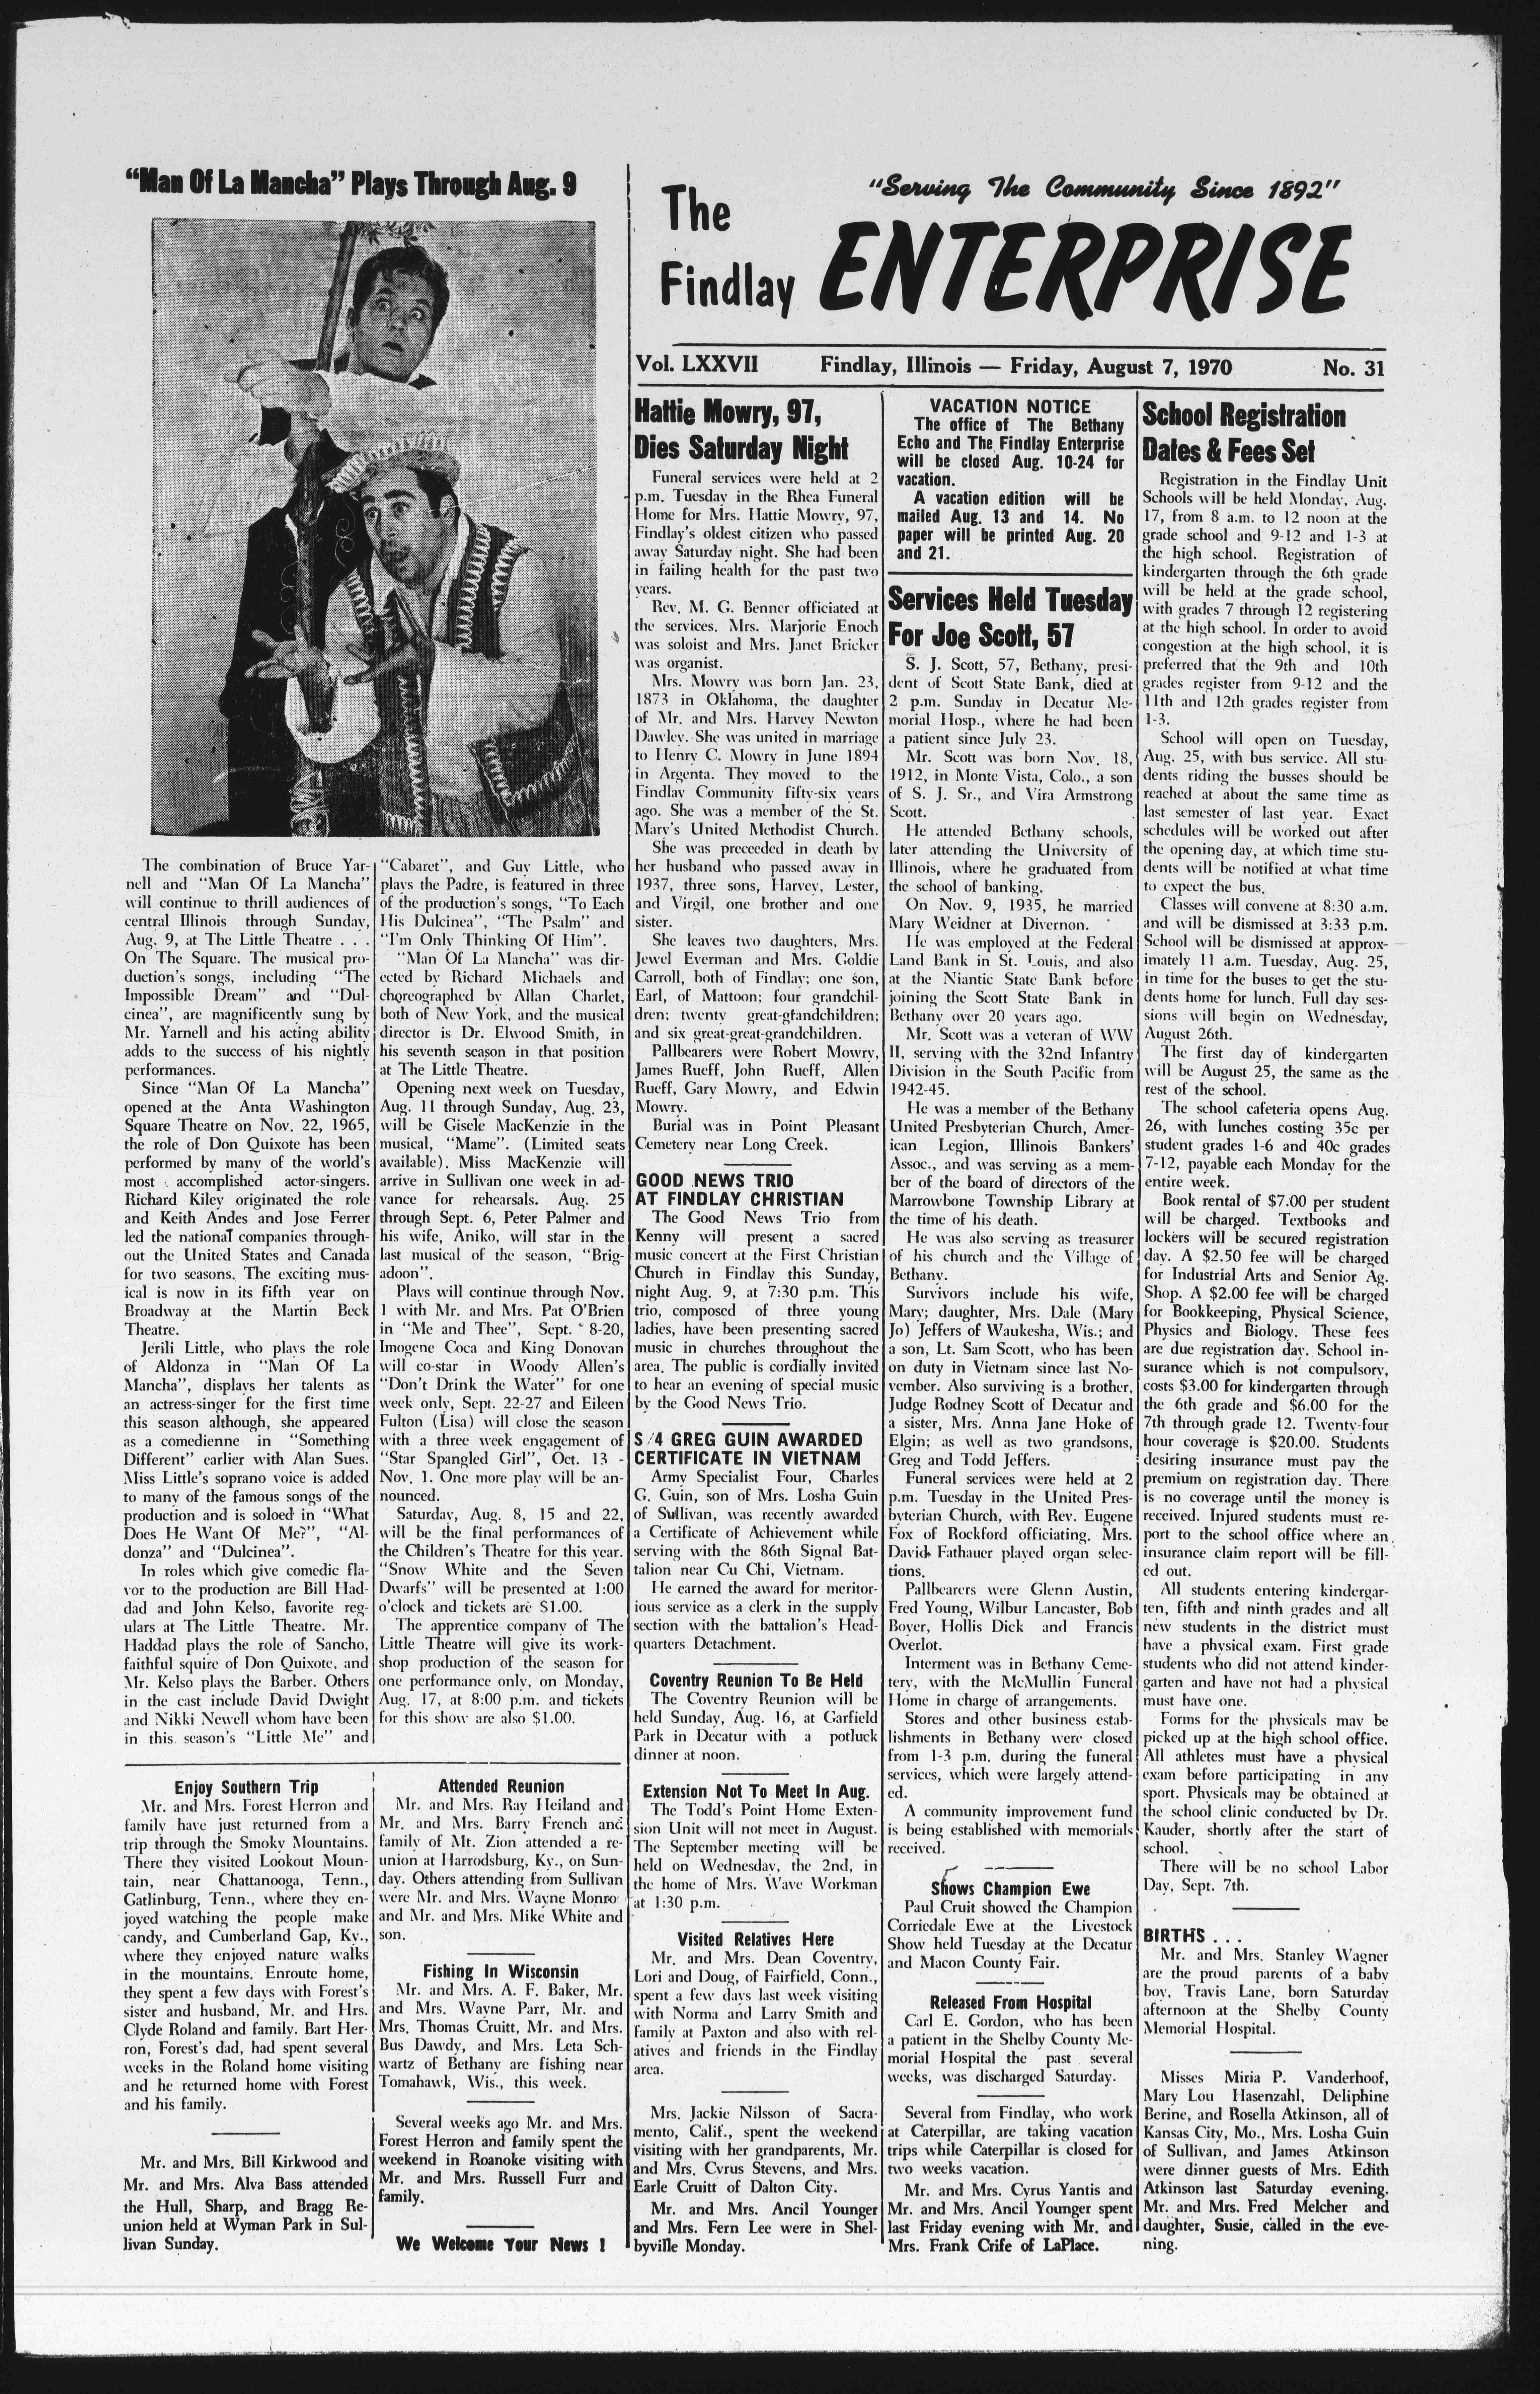 "Man Of La Mancha" Plays Through Aug. 9
The combination of Bruce Yar-
nell and "Man Of La Mancha"
will continue to thrill audiences of
central Illinois through Sunday,
Aug. 9, at The Little Theatre . . .
On The Square. The musical pro-
duction's songs, including "The
Impossible Dream" and "Dul-
cinea", are magnificently sung by
Mr. Yarnell and his acting ability
adds to the success of his nightly
performances.
Since "Man Of La Mancha"
opened at the Anta Washington
Square Theatre on Nov. 22, 1965,
the role of Don Quixote has been
performed by many of the world's
most accomplished actor-singers.
Richard Kiley originated the role
and Keith Andes and Jose Ferrer
led the national companies through-
out the United States and Canada
for two seasons. The exciting mus-
ical is now in its fifth year on
Broadway at the Martin Beck
Theatre.
Jerili Little, who plays the role
of Aldonza in "Man Of La
Mancha", displays her talents as
an actress-singer for the first time
this season although, she appeared
as a comedienne in "Something
Different" earlier with Alan Sues.
Miss Little's soprano voice is added
to many of the famous songs of the
production and is soloed in "What
Does He Want Of Me?", "Al-
donza" and "Dulcinea".
In roles which give comedic fla-
vor to the production are Bill Had-
dad and John Kelso, favorite reg-
ulars at The Little Theatre. Mr.
Haddad plays the role of Sancho,
faithful squire of Don Quixote, and
Mr. Kelso plays the Barber. Others
in the cast include David Dwight
and Nikki Newell whom have been
in this season's "Little Me" and
"Cabaret", and Guy Little, who
plays the Padre, is featured in three
of the production's songs, "To Each
His Dulcinea", "The Psalm" and
"I'm Only Thinking Of Him".
"Man Of La Mancha" was dir-
ected by Richard Michaels and
choreographed by Allan Charlet,
both of New York, and the musical
director is Dr. Elwood Smith, in
his seventh season in that position
at The Little Theatre.
Opening next week on Tuesday,
Aug. 11 through Sunday, Aug. 23,
will be Gisele MacKenzie in the
musical, "Mame". (Limited seats
available). Miss MacKenzie will
arrive in Sullivan one week in ad-
vance for rehearsals. Aug. 25
through Sept. 6, Peter Palmer and
his wife, Aniko, will star in the
last musical of the season, "Brig-
adoon".
Plays will continue through Nov.
1 with Mr. and Mrs. Pat O'Brien
in "Me and Thee", Sept. 8-20,
Imogene Coca and King Donovan
will co-star in Woody Allen's
"Don't Drink the Water" for one
week only, Sept. 22-27 and Eileen
Fulton (Lisa) will close the season
with a three week engagement of
"Star Spangled Girl", Oct. 13 -
Nov. 1. One more play will be an-
nounced.
Saturday, Aug. 8, 15 and 22,
will be the final performances of
the Children's Theatre for this year.
"Snow White and the Seven
Dwarfs" will be presented at 1:00
o'clock and tickets are $1.00.
The apprentice company of The
Little Theatre will give its work-
shop production of the season for
one performance only, on Monday,
Aug. 17, at 8:00 p.m. and tickets
for this show are also $1.00.
Enjoy Southern Trip
Mr. and Mrs. Forest Herron and
family have just returned from a
trip through the Smoky Mountains.
There they visited Lookout Moun-
tain, near Chattanooga, Tenn.,
Gatlinburg, Tenn., where they en-
joyed watching the people make
candy, and Cumberland Gap, Ky.,
where they enjoyed nature walks
in the mountains. Enroute home,
they spent a few days with Forest's
sister and husband, Mr. and Hrs.
Clyde Roland and family. Bart Her-
ron, Forest's dad, had spent several
weeks in the Roland home visiting
and he returned home with Forest
and his family.
Mr. and Mrs. Bill Kirkwood and
Mr. and Mrs. Alva Bass attended
the Hull, Sharp, and Bragg Re-
union held at Wyman Park in Sul-
livan Sunday.
Attended Reunion
Mr. and Mrs. Ray Heiland and
Mr. and Mrs. Barry French and
family of Mt. Zion attended a re-
union at Harrodsburg, Ky., on Sun-
day. Others attending from Sullivan
were Mr. and Mrs. Wayne Monro
and Mr. and Mrs. Mike White and
son.
Fishing In Wisconsin
Mr. and Mrs. A. F. Baker, Mr.
and Mrs. Wayne Parr, Mr. and
Mrs. Thomas Cruitt, Mr. and Mrs.
Bus Dawdy, and Mrs. Leta Sch-
wartz of Bethany are fishing near
Tomahawk, Wis., this week.
Several weeks ago Mr. and Mrs.
Forest Herron and family spent the
weekend in Roanoke visiting with
Mr. and Mrs. Russell Furr and
family.
We Welcome Your News !
The Findlay ENTERPRISE
"Serving The Community Since 1892"
Vol. LXXVII Findlay, Illinois — Friday, August 7, 1970 No. 31
Hattie Mowry, 97,
Dies Saturday Night
Funeral services were held at 2
p.m. Tuesday in the Rhea Funeral
Home for Mrs. Hattie Mowry, 97,
Findlay's oldest citizen who passed
away Saturday night. She had been
in failing health for the past two
years.
Rev. M. G. Benner officiated at
the services. Mrs. Marjorie Enoch
was soloist and Mrs. Janet Bricker
was organist.
Mrs. Mowry was born Jan. 23,
1873 in Oklahoma, the daughter
of Mr. and Mrs. Harvey Newton
Dawley. She was united in marriage
to Henry C. Mowry in June 1894
in Argenta. They moved to the
Findlay Community fifty-six years
ago. She was a member of the St.
Mary's United Methodist Church.
She was preceeded in death by
her husband who passed away in
1937, three sons, Harvey, Lester,
and Virgil, one brother and one
sister.
She leaves two daughters, Mrs.
Jewel Everman and Mrs. Goldie
Carroll, both of Findlay; one son,
Earl, of Mattoon; four grandchil-
dren; twenty great-grandchildren;
and six great-great-grandchildren.
Pallbearers were Robert Mowry,
James Rueff, John Rueff, Allen
Rueff, Gary Mowry, and Edwin
Mowry.
Burial was in Point Pleasant
Cemetery near Long Creek.
GOOD NEWS TRIO
AT FINDLAY CHRISTIAN
The Good News Trio from
Kenny will present a sacred
music concert at the First Christian
Church in Findlay this Sunday,
night Aug. 9, at 7:30 p.m. This
trio, composed of three young
ladies, have been presenting sacred
music in churches throughout the
area. The public is cordially invited
to hear an evening of special music
by the Good News Trio.
S/4 GREG GUIN AWARDED
CERTIFICATE IN VIETNAM
Army Specialist Four, Charles
G. Guin, son of Mrs. Losha Guin
of Sullivan, was recently awarded
a Certificate of Achievement while
serving with the 86th Signal Bat-
talion near Cu Chi, Vietnam.
He earned the award for meritor-
ious service as a clerk in the supply
section with the battalion's Head-
quarters Detachment.
Coventry Reunion To Be Held
The Coventry Reunion will be
held Sunday, Aug. 16, at Garfield
Park in Decatur with a potluck
dinner at noon.
Extension Not To Meet In Aug.
The Todd's Point Home Exten-
sion Unit will not meet in August.
The September meeting will be
held on Wednesday, the 2nd, in
the home of Mrs. Wave Workman
at 1:30 p.m.
Visited Relatives Here
Mr. and Mrs. Dean Coventry,
Lori and Doug, of Fairfield, Conn.,
spent a few days last week visiting
with Norma and Larry Smith and
family at Paxton and also with rel-
atives and friends in the Findlay
area.
Mrs. Jackie Nilsson of Sacra-
mento, Calif., spent the weekend
visiting with her grandparents, Mr.
and Mrs. Cyrus Stevens, and Mrs.
Earle Cruitt of Dalton City.
Mr. and Mrs. Ancil Younger
and Mrs. Fern Lee were in Shel-
byville Monday.
VACATION NOTICE
The office of The Bethany
Echo and The Findlay Enterprise
will be closed Aug. 10-24 for
vacation.
A vacation edition will be
mailed Aug. 13 and 14. No
paper will be printed Aug. 20
and 21.
Services Held Tuesday
For Joe Scott, 57
S. J. Scott, 57, Bethany, presi-
dent of Scott State Bank, died at
2 p.m. Sunday in Decatur Me-
morial Hosp., where he had been
a patient since July 23.
Mr. Scott was born Nov. 18,
1912, in Monte Vista, Colo., a son
of S. J. Sr., and Vira Armstrong
Scott.
He attended Bethany schools,
later attending the University of
Illinois, where he graduated from
the school of banking.
On Nov. 9, 1935, he married
Mary Weidner at Divernon.
He was employed at the Federal
Land Bank in St. Louis, and also
at the Niantic State Bank before
joining the Scott State Bank in
Bethany over 20 years ago.
Mr. Scott was a veteran of WW
II, serving with the 32nd Infantry
Division in the South Pacific from
1942-45.
He was a member of the Bethany
United Presbyterian Church, Amer-
ican Legion, Illinois Bankers'
Assoc., and was serving as a mem-
ber of the board of directors of the
Marrowbone Township Library at
the time of his death.
He was also serving as treasurer
of his church and the Village of
Bethany.
Survivors include his wife,
Mary; daughter, Mrs. Dale (Mary
Jo) Jeffers of Waukesha, Wis.; and
a son, Lt. Sam Scott, who has been
on duty in Vietnam since last No-
vember. Also surviving is a brother,
Judge Rodney Scott of Decatur and
a sister, Mrs. Anna Jane Hoke of
Elgin; as well as two grandsons,
Greg and Todd Jeffers.
Funeral services were held at 2
p.m. Tuesday in the United Pres-
byterian Church, with Rev. Eugene
Fox of Rockford officiating. Mrs.
David Fathauer played organ selec-
tions.
Pallbearers were Glenn Austin,
Fred Young, Wilbur Lancaster, Bob
Boyer, Hollis Dick and Francis
Overlot.
Interment was in Bethany Ceme-
tery, with the McMullin Funeral
Home in charge of arrangements.
Stores and other business estab-
lishments in Bethany were closed
from 1-3 p.m. during the funeral
services, which were largely attend-
ed.
A community improvement fund
is being established with memorials
received.
Shows Champion Ewe
Paul Cruit showed the Champion
Corriedale Ewe at the Livestock
Show held Tuesday at the Decatur
and Macon County Fair.
Released From Hospital
Carl E. Gordon, who has been
a patient in the Shelby County Me-
morial Hospital the past several
weeks, was discharged Saturday.
Several from Findlay, who work
at Caterpillar, are taking vacation
trips while Caterpillar is closed for
two weeks vacation.
Mr. and Mrs. Cyrus Yantis and
Mr. and Mrs. Ancil Younger spent
last Friday evening with Mr. and
Mrs. Frank Crife of LaPlace.
School Registration
Dates & Fees Set
Registration in the Findlay Unit
Schools will be held Monday, Aug.
17, from 8 a.m. to 12 noon at the
grade school and 9-12 and 1-3 at
the high school. Registration of
kindergarten through the 6th grade
will be held at the grade school,
with grades 7 through 12 registering
at the high school. In order to avoid
congestion at the high school, it is
preferred that the 9th and 10th
grades register from 9-12 and the
11th and 12th grades register from
1-3.
School will open on Tuesday,
Aug. 25, with bus service. All stu-
dents riding the busses should be
reached at about the same time as
last semester of last year. Exact
schedules will be worked out after
the opening day, at which time stu-
dents will be notified at what time
to expect the bus.
Classes will convene at 8:30 a.m.
and will be dismissed at 3:33 p.m.
School will be dismissed at approx-
imately 11 a.m. Tuesday, Aug. 25,
in time for the buses to get the stu-
dents home for lunch. Full day ses-
sions will begin on Wednesday,
August 26th.
The first day of kindergarten
will be August 25, the same as the
rest of the school.
The school cafeteria opens Aug.
26, with lunches costing 35c per
student grades 1-6 and 40c grades
7-12, payable each Monday for the
entire week.
Book rental of $7.00 per student
will be charged. Textbooks and
lockers will be secured registration
day. A $2.50 fee will be charged
for Industrial Arts and Senior Ag.
Shop. A $2.00 fee will be charged
for Bookkeeping, Physical Science,
Physics and Biology. These fees
are due registration day. School in-
surance which is not compulsory,
costs $3.00 for kindergarten through
the 6th grade and $6.00 for the
7th through grade 12. Twenty-four
hour coverage is $20.00. Students
desiring insurance must pay the
premium on registration day. There
is no coverage until the money is
received. Injured students must re-
port to the school office where an
insurance claim report will be fill-
ed out.
All students entering kindergar-
ten, fifth and ninth grades and all
new students in the district must
have a physical exam. First grade
students who did not attend kinder-
garten and have not had a physical
must have one.
Forms for the physicals may be
picked up at the high school office.
All athletes must have a physical
exam before participating in any
sport. Physicals may be obtained at
the school clinic conducted by Dr.
Kauder, shortly after the start of
school.
There will be no school Labor
Day, Sept. 7th.
BIRTHS . . .
Mr. and Mrs. Stanley Wagner
are the proud parents of a baby
boy, Travis Lane, born Saturday
afternoon at the Shelby County
Memorial Hospital.
Misses Miria P. Vanderhoof,
Mary Lou Hasenzahl, Deliphine
Berine, and Rosella Atkinson, all of
Kansas City, Mo., Mrs. Losha Guin
of Sullivan, and James Atkinson
were dinner guests of Mrs. Edith
Atkinson last Saturday evening.
Mr. and Mrs. Fred Melcher and
daughter, Susie, called in the eve-
ning.